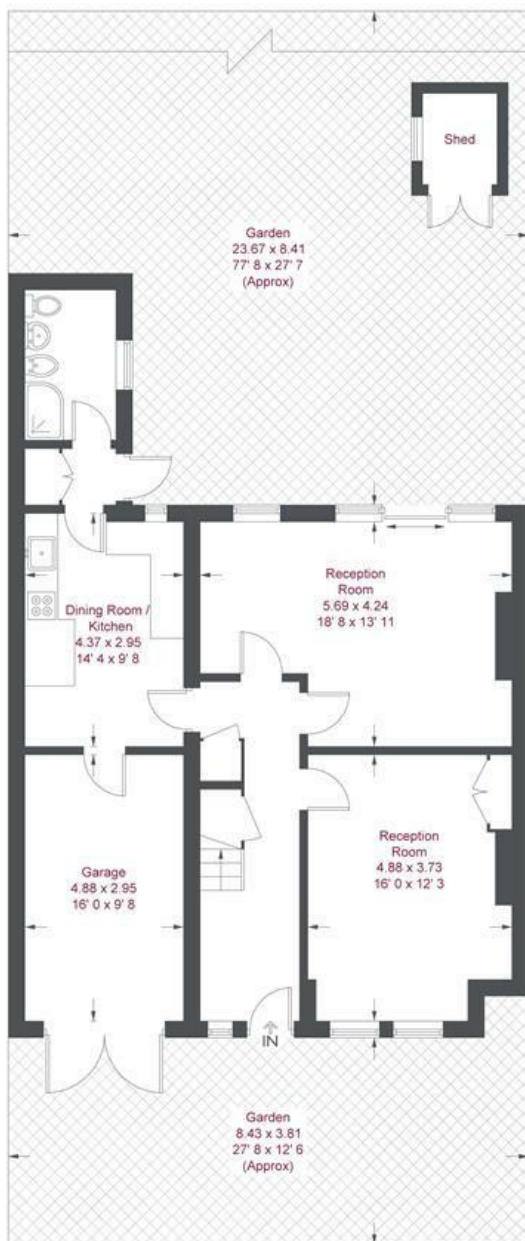 Shed
Garden
23.67 x 8.41
77' 8 x 27' 7
(Approx)
Reception
Room
5.69 x 4.24
18' 8 x 13' 11
Dining Room /
Kitchen
4.37 x 2.95
14' 4 x 9' 8
Reception
Room
4.88 x 3.73
16' 0 x 12' 3
Garage
4.88 x 2.95
16' 0 x 9' 8
IN
Garden
8.43 x 3.81
27' 8 x 12' 6
(Approx)